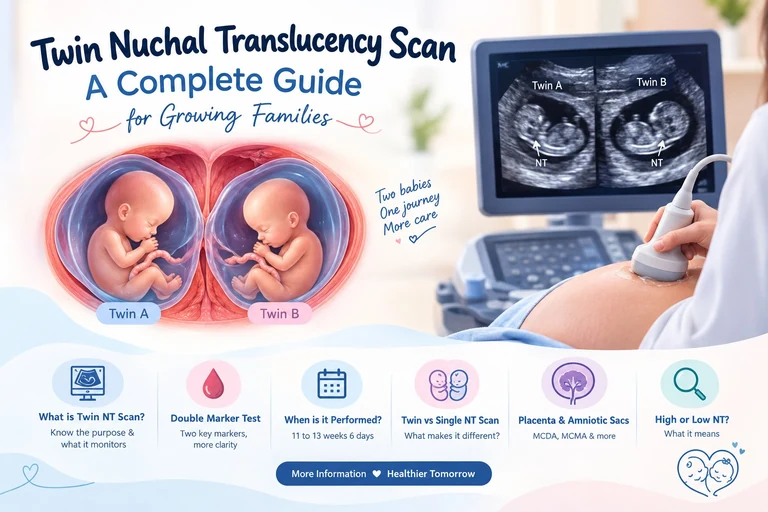 Twin Nuchal Translucency Scan
A Complete Guide
for Growing Families
Two babies
One journey
More care
Twin A
Twin B
NT
NT
Twin A
Twin B
What is Twin NT Scan?
Know the purpose &
what it monitors
Double Marker Test
Two key markers,
more clarity
When is it Performed?
11 to 13 weeks 6 days
Twin vs Single NT Scan
What makes it different?
Placenta & Amniotic Sacs
MCDA, MCMA & more
High or Low NT?
What it means
More Information ♥ Healthier Tomorrow